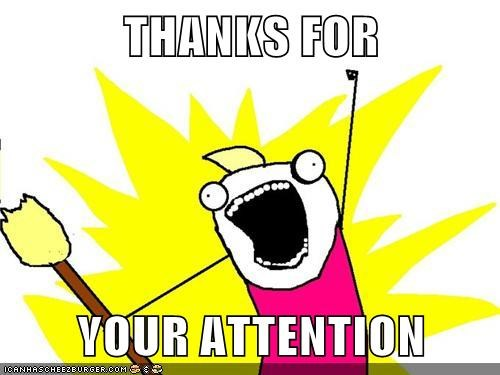 THANKS FOR
YOUR ATTENTION
ICANHASCHEEZBURGER.COM